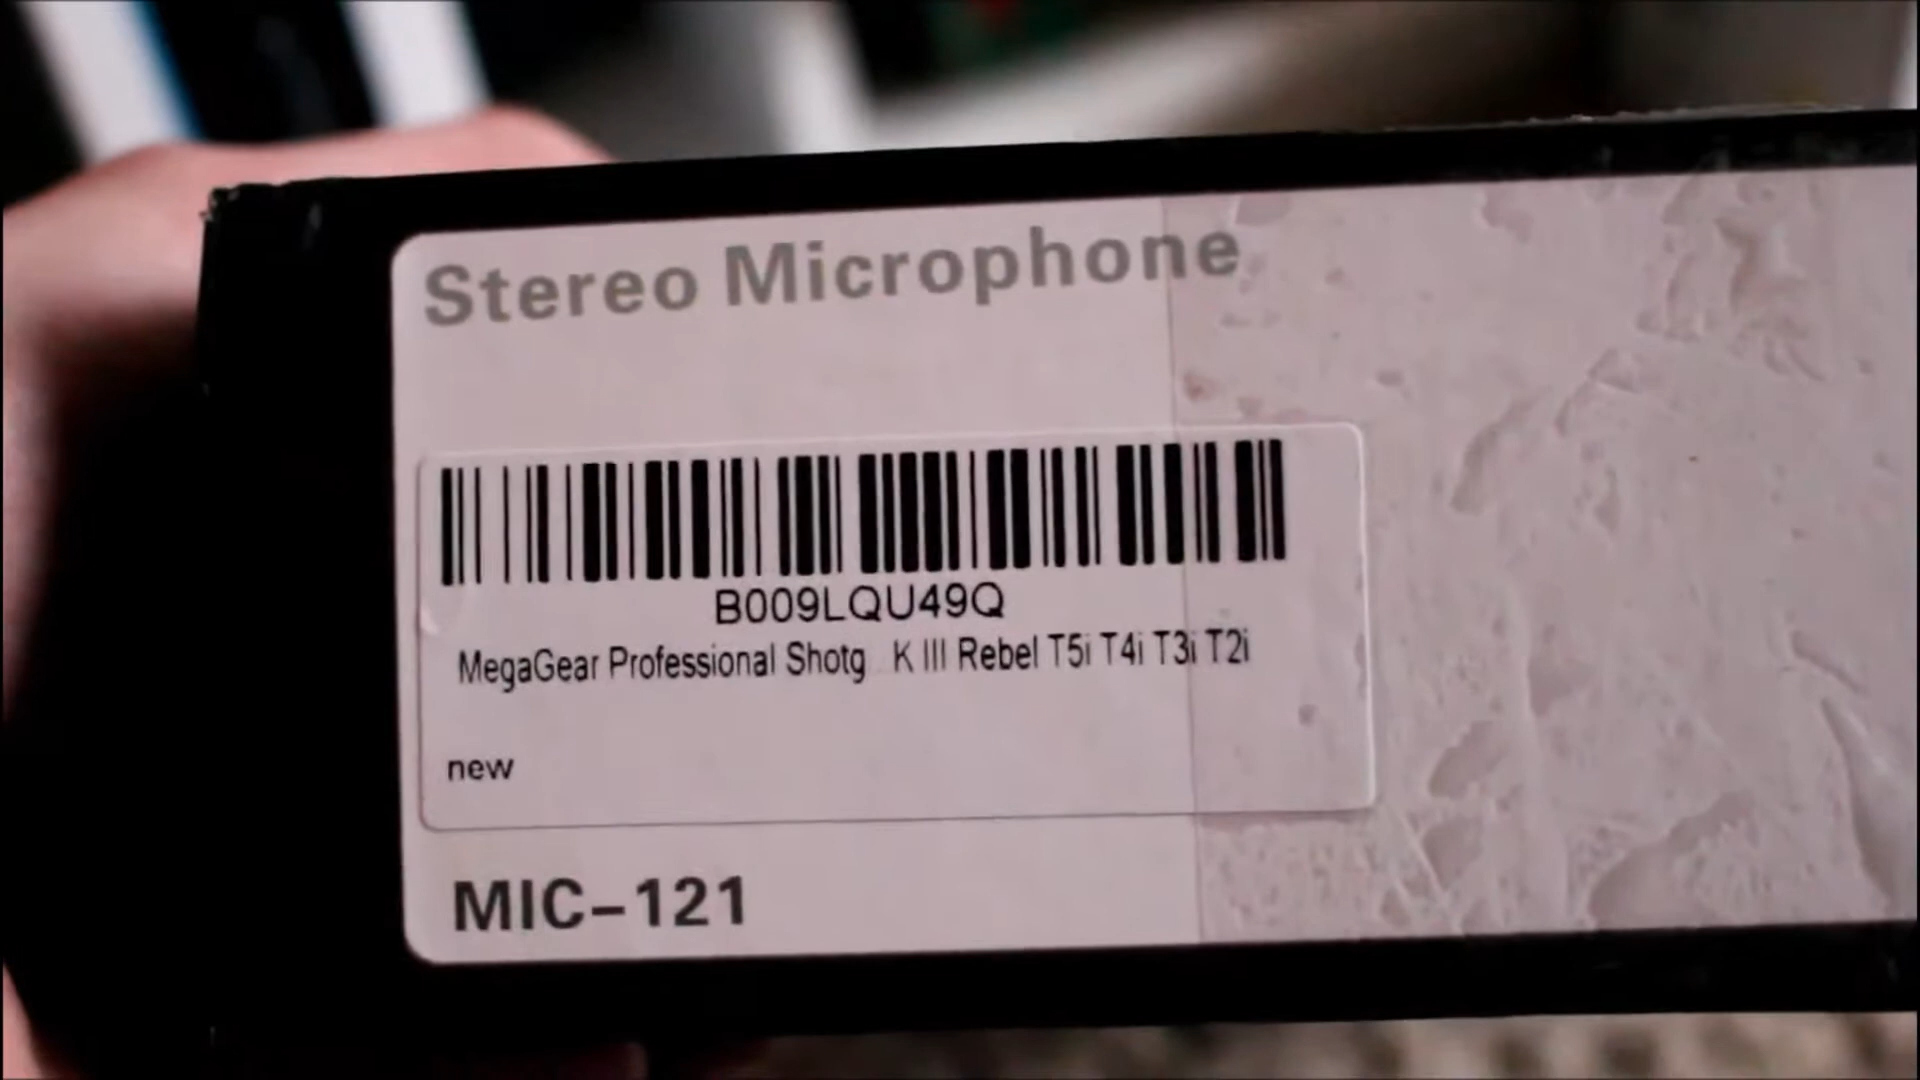 Stereo Microphone
B009LQU49Q
MegaGear Professional Shotg K III Rebel T5i T4i T3i T2i
new
MIC-121